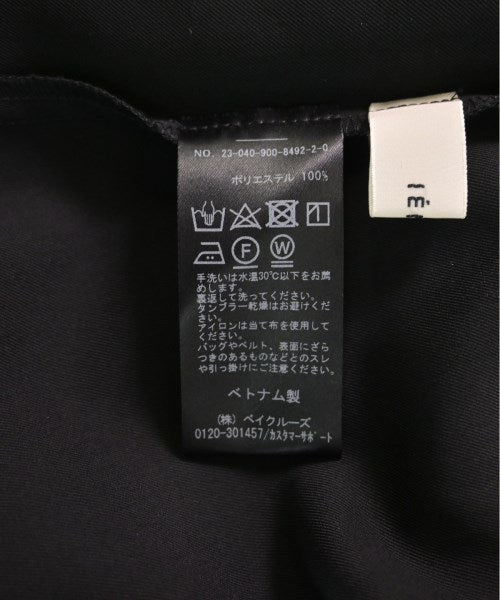 NO. 23-040-900-8492-2-0
ポリエステル 100%
F W
手洗いは水温30℃以下をお薦
めします。
裏返して洗ってください。
タンブラー乾燥はお避けくださ
い。
アイロンは当て布を使用して
ください。
バッグやベルト、表面にざら
つきのあるものなどとのスレ
や引っ掛けにご注意ください。
ベトナム製
(株) ベイクルーズ
0120-301457/カスタマーサポート